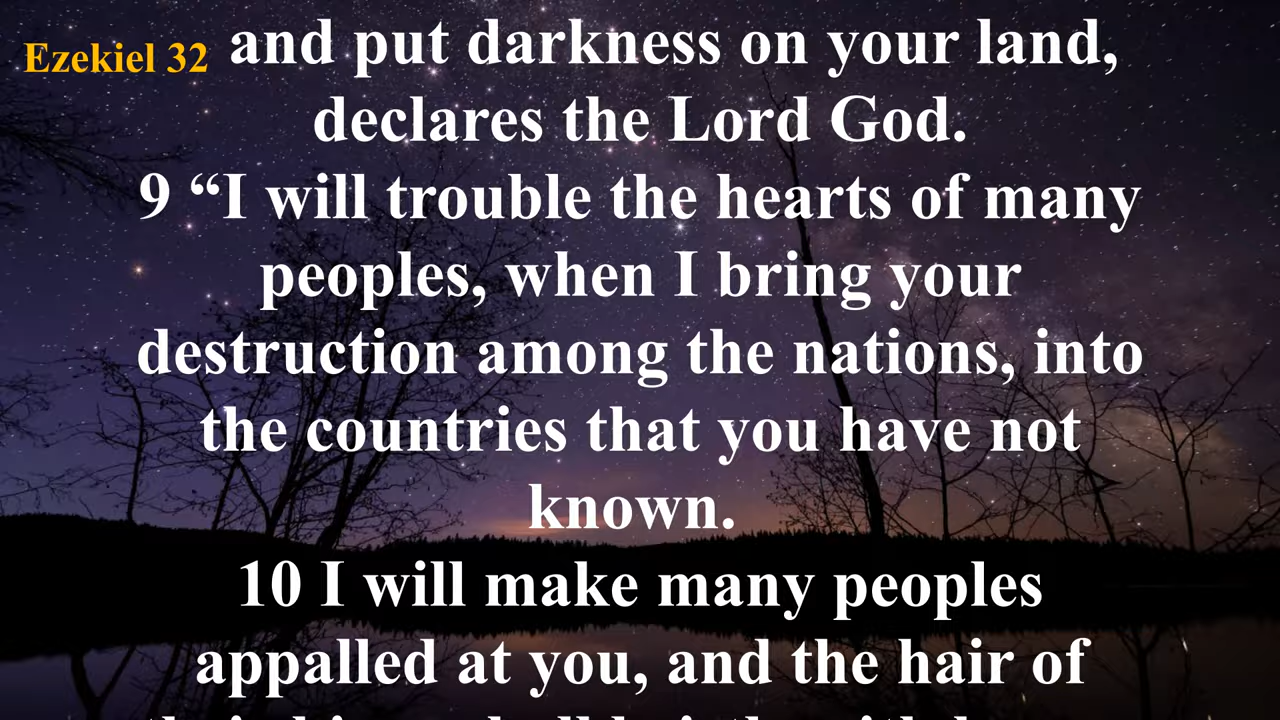 Ezekiel 32
and put darkness on your land,
declares the Lord God.
9 “I will trouble the hearts of many
peoples, when I bring your
destruction among the nations, into
the countries that you have not
known.
10 I will make many peoples
appalled at you, and the hair of